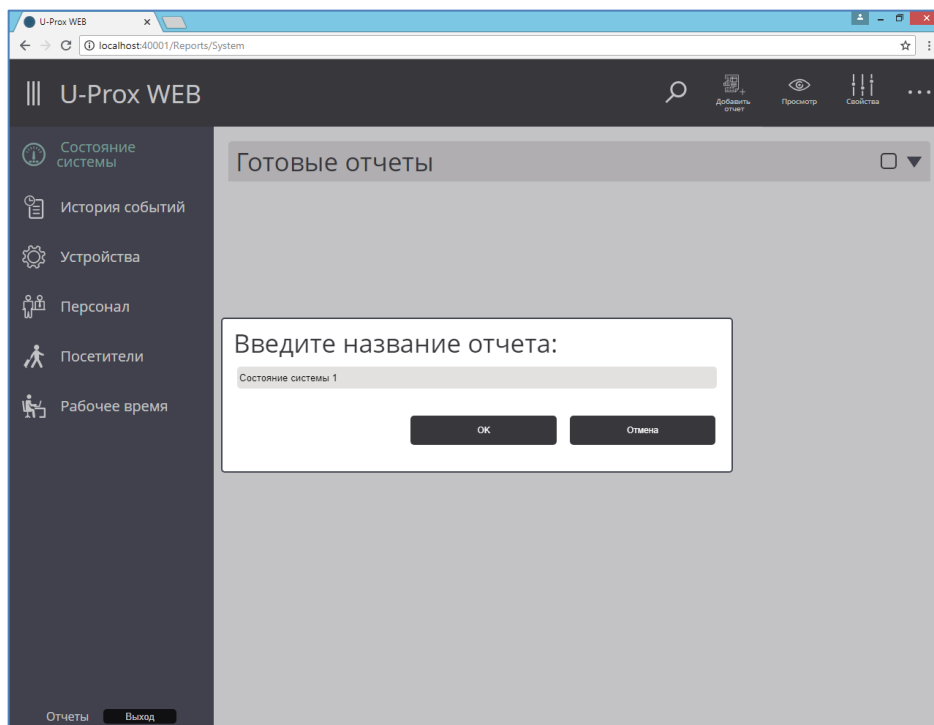 U-Prox WEB
localhost:40001/Reports/System
U-Prox WEB
Добавить
отчет
Просмотр
Свойства
Состояние
системы
История событий
Устройства
Персонал
Посетители
Рабочее время
Готовые отчеты
Введите название отчета:
Состояние системы 1
ОК
Отмена
Отчеты
Выход